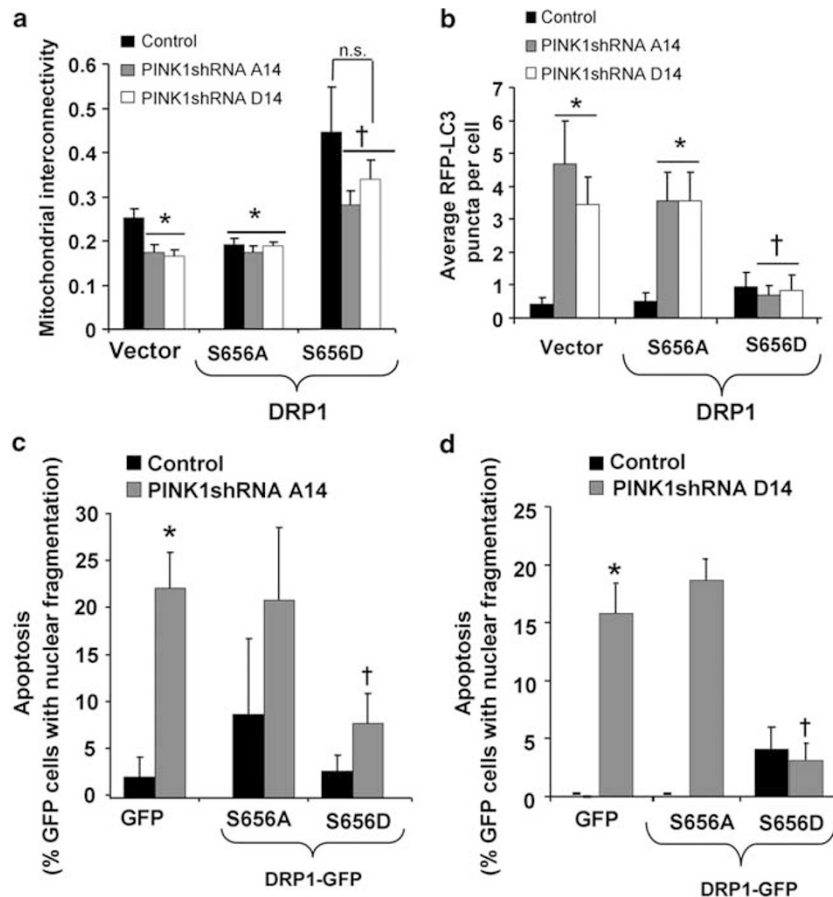 a
Control
PINK1shRNA A14
PINK1shRNA D14
n.s.
†
*
*
Mitochondrial interconnectivity
0.6
0.5
0.4
0.3
0.2
0.1
0
Vector
S656A
S656D
DRP1
b
Control
PINK1shRNA A14
PINK1shRNA D14
*
*
†
Average RFP-LC3
puncta per cell
7
6
5
4
3
2
1
0
Vector
S656A
S656D
DRP1
c
Control
PINK1shRNA A14
*
†
Apoptosis
(% GFP cells with nuclear fragmentation)
30
25
20
15
10
5
0
GFP
S656A
S656D
DRP1-GFP
d
Control
PINK1shRNA D14
*
†
Apoptosis
(% GFP cells with nuclear fragmentation)
25
20
15
10
5
0
GFP
S656A
S656D
DRP1-GFP